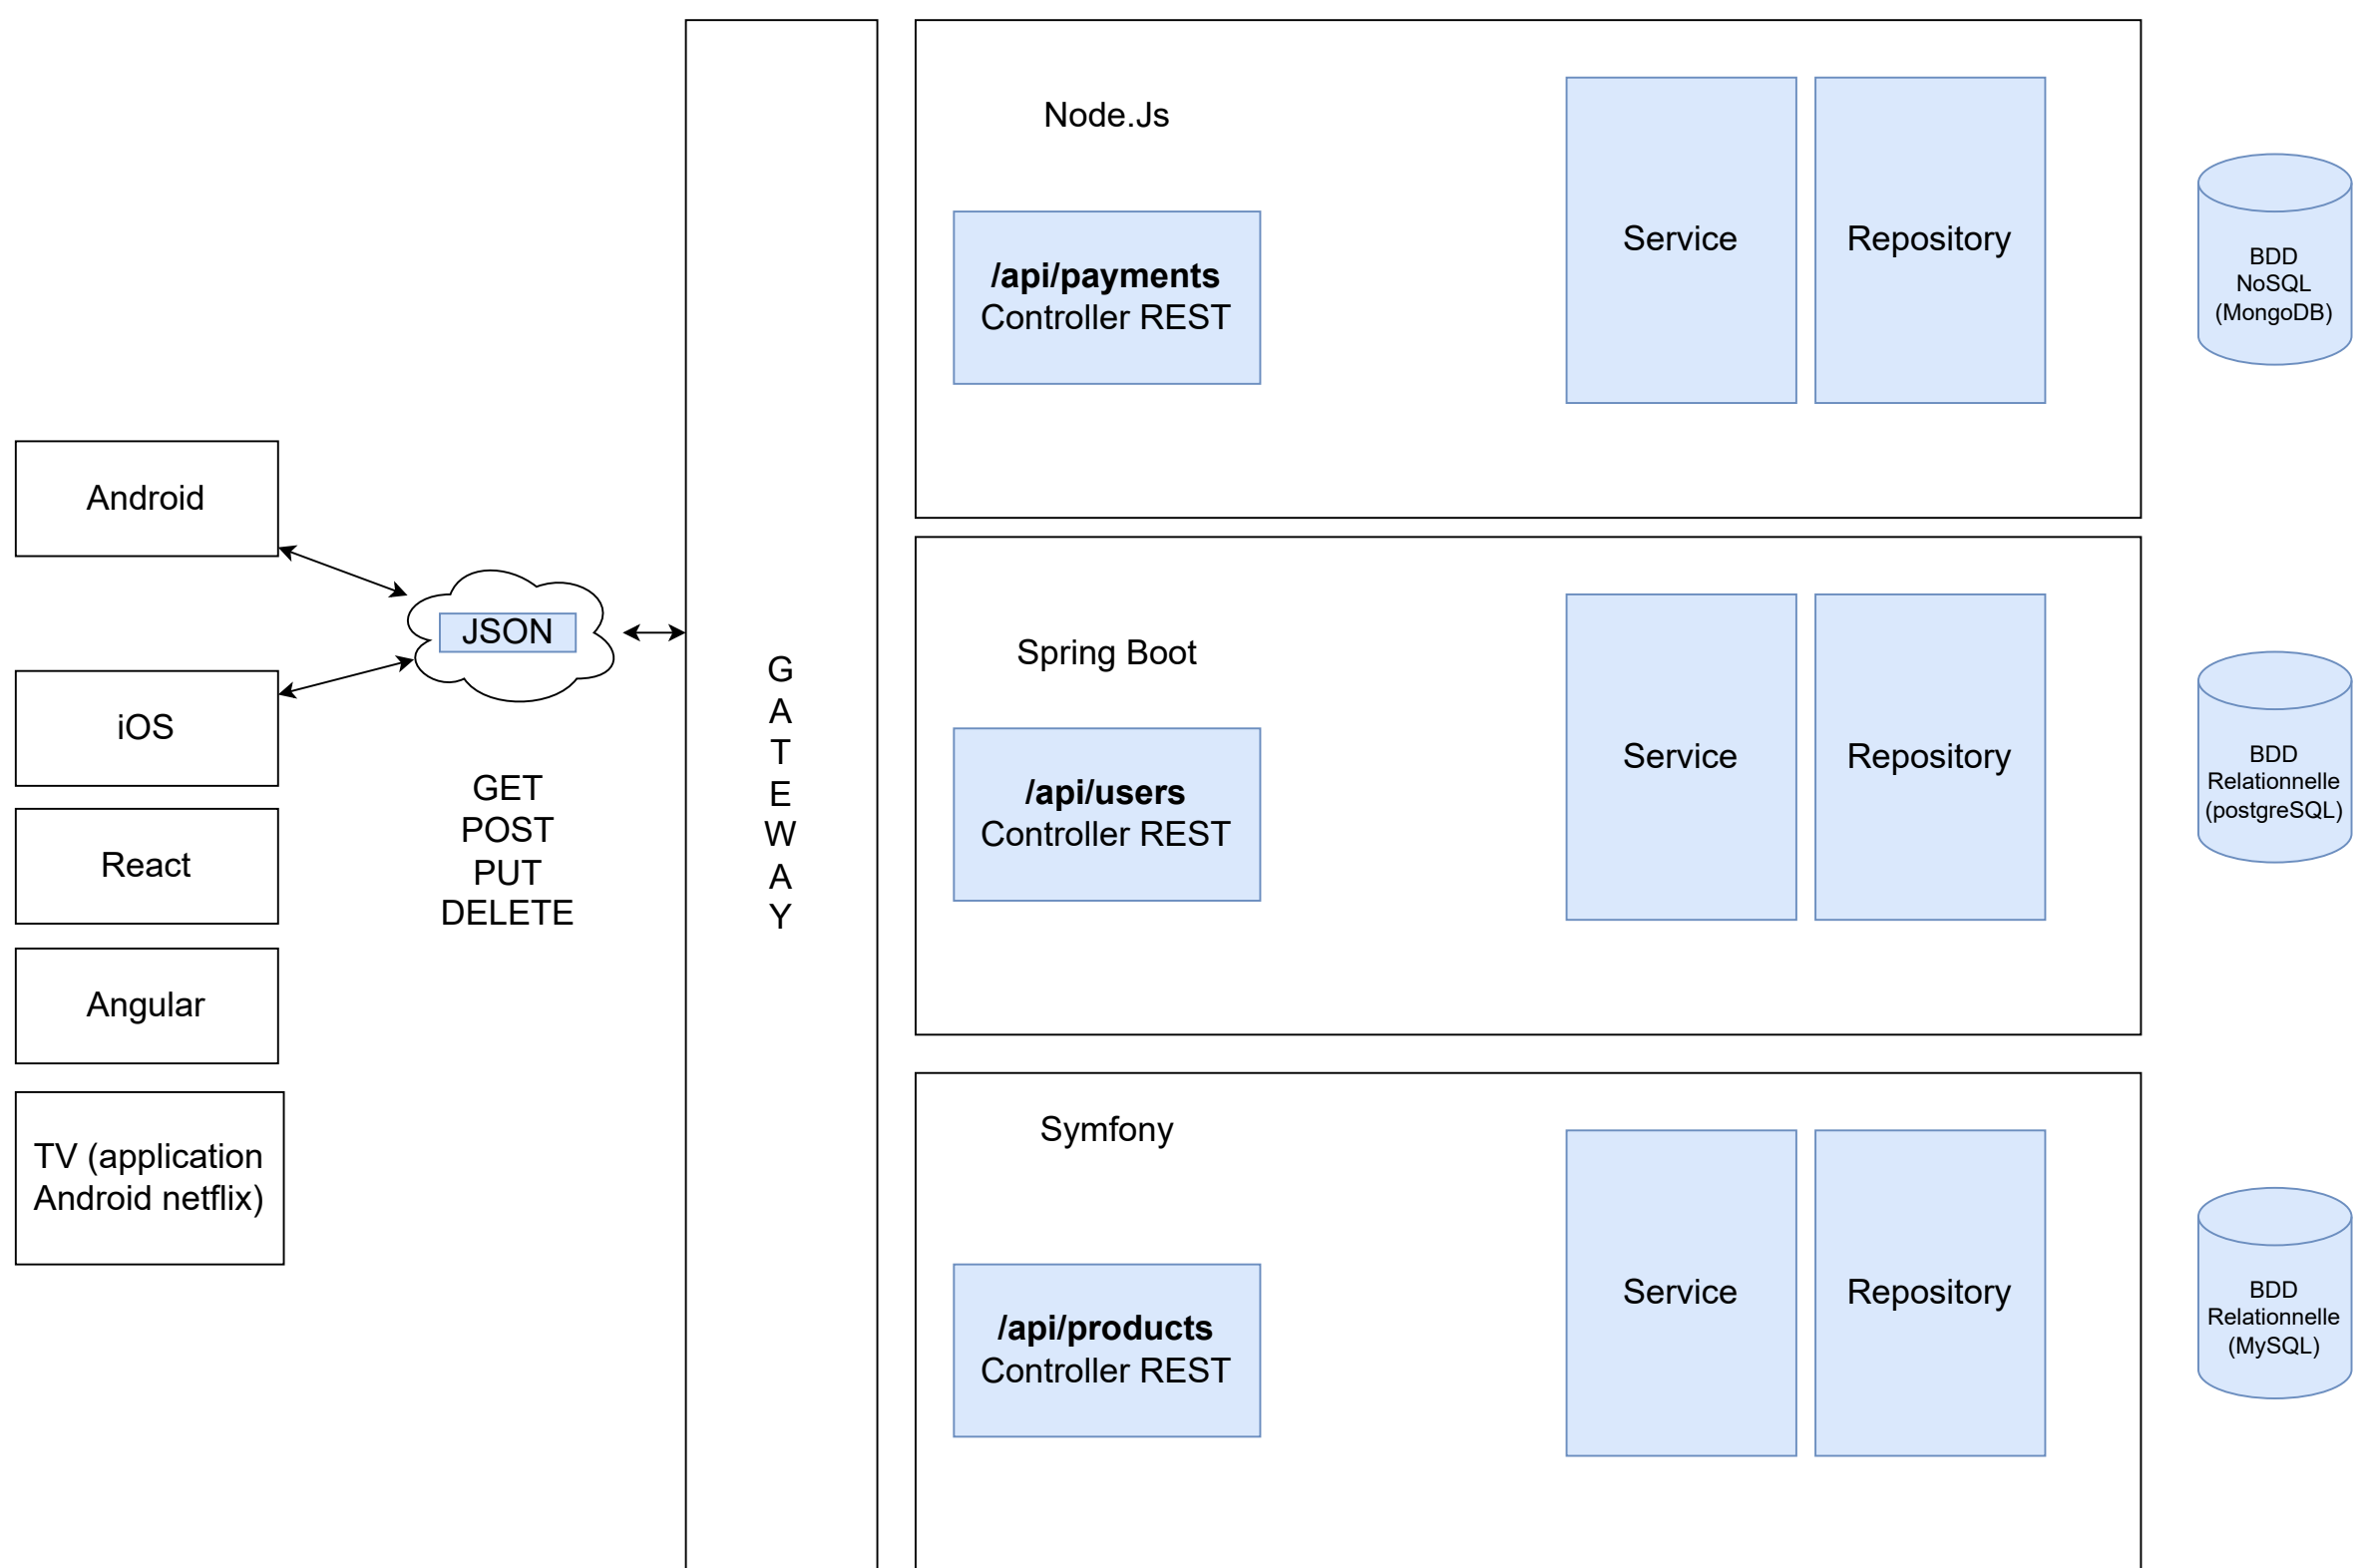 Android
iOS
React
Angular
TV (application
Android netflix)
JSON
GET
POST
PUT
DELETE
G
A
T
E
W
A
Y
Node.Js
/api/payments
Controller REST
Service
Repository
BDD
NoSQL
(MongoDB)
Spring Boot
/api/users
Controller REST
Service
Repository
BDD
Relationnelle
(postgreSQL)
Symfony
/api/products
Controller REST
Service
Repository
BDD
Relationnelle
(MySQL)